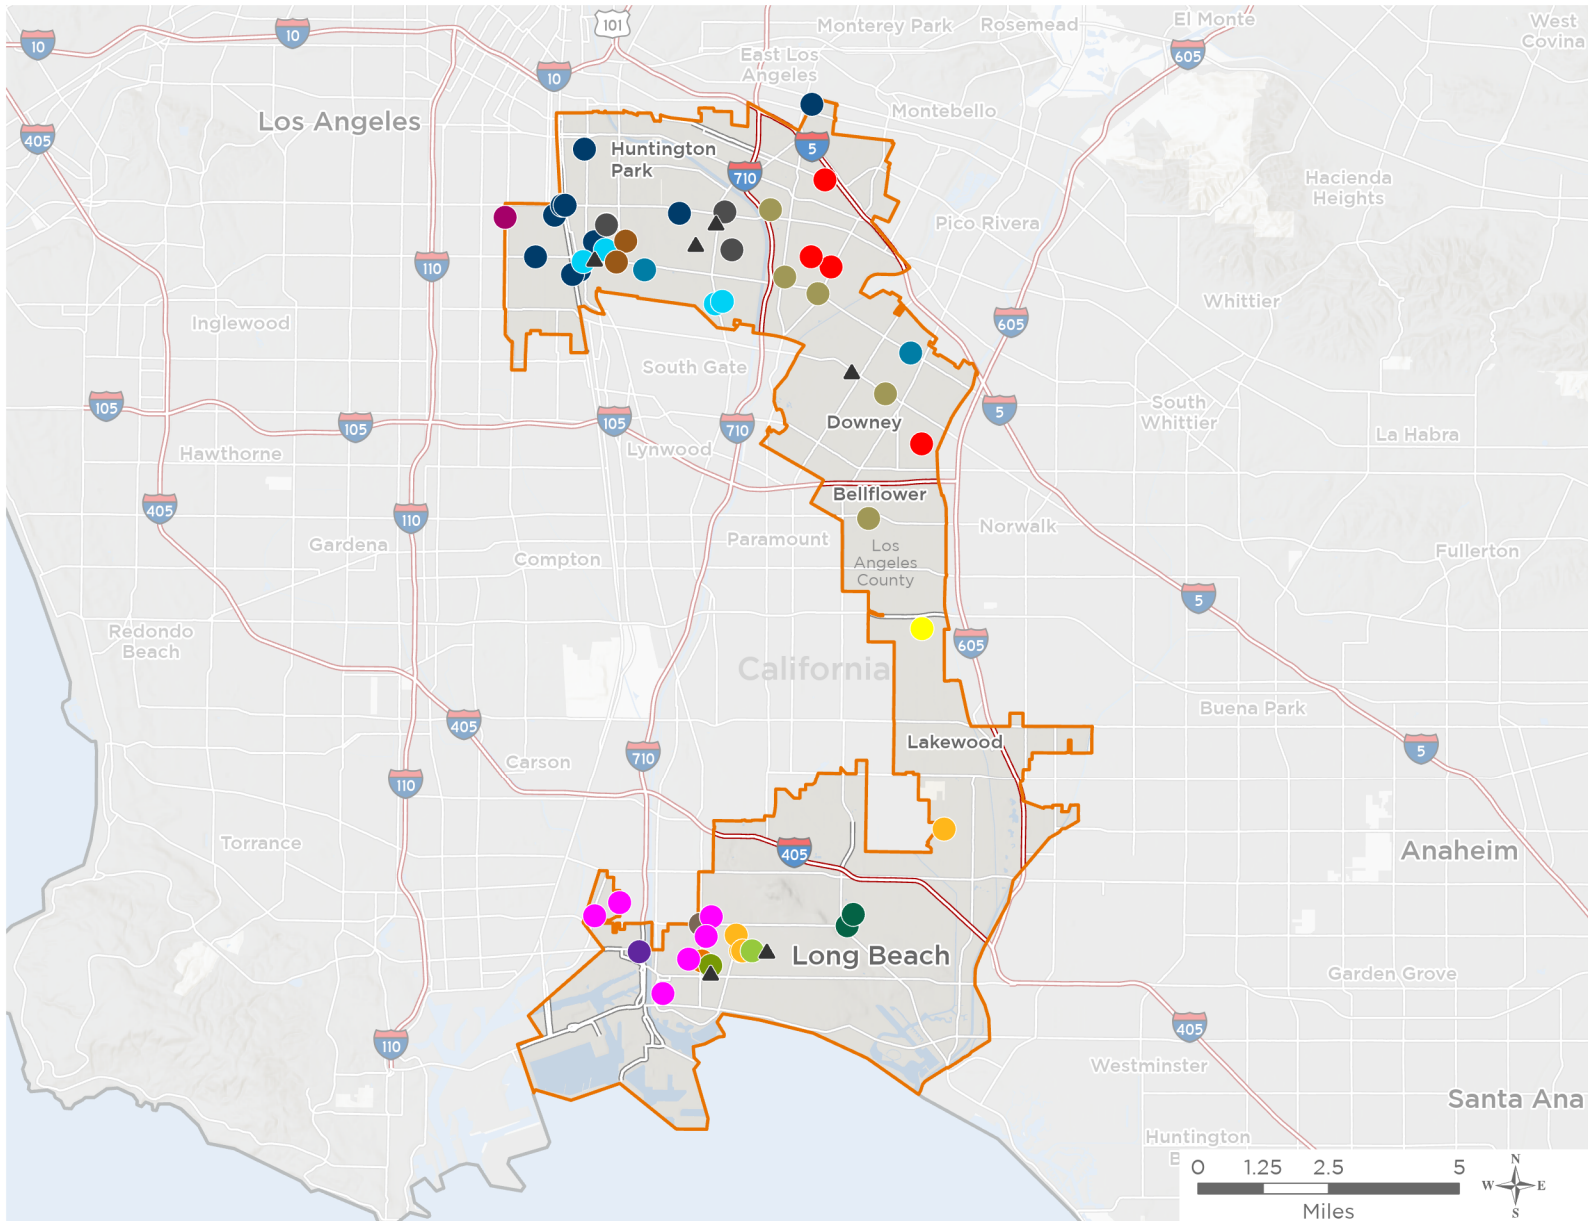 101
Monterey Park
Rosemead
El Monte
West
Covina
10
10
10
605
East Los
Angeles
Montebello
Los Angeles
405
Huntington
Park
5
710
Hacienda
Heights
Pico Rivera
110
Whittier
Inglewood
605
South Gate
105
105
105
710
5
South
Whittier
Downey
La Habra
Hawthorne
Lynwood
405
110
Bellflower
Norwalk
Gardena
Compton
Paramount
Los
Angeles
County
Fullerton
5
Redondo
Beach
605
California
Buena Park
405
710
Lakewood
5
Carson
110
Torrance
405
Anaheim
Long Beach
Garden Grove
110
405
Westminster
Santa Ana
Huntington
B
0 1.25 2.5 5
Miles
N
W E
S